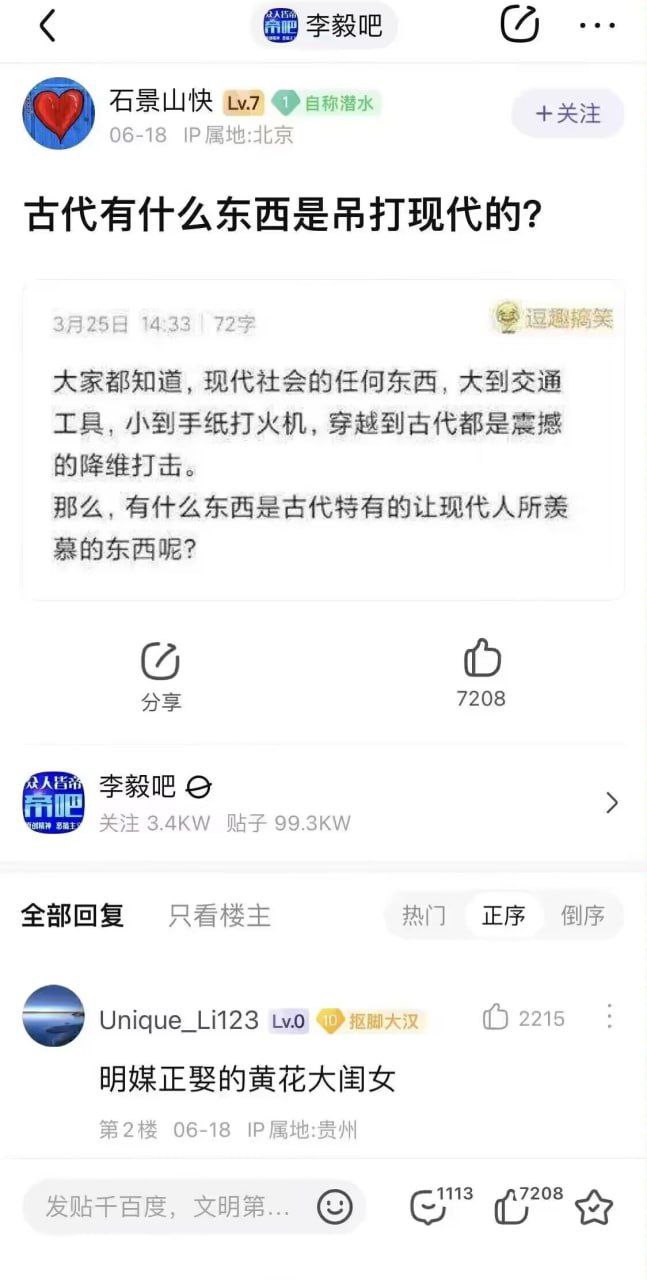 众人皆帝
帝吧
李毅吧
石景山快 Lv.7 1 自称潜水
06-18 IP属地:北京
+关注
古代有什么东西是吊打现代的?
3月25日 14:33 | 72字
逗趣搞笑
大家都知道,现代社会的任何东西,大到交通
工具,小到手纸打火机,穿越到古代都是震撼
的降维打击。
那么,有什么东西是古代特有的让现代人所羡
慕的东西呢?
分享
7208
众人皆帝
帝吧
李毅吧
关注 3.4KW 贴子 99.3KW
全部回复 只看楼主 热门 正序 倒序
Unique_Li123 Lv.0 10 抠脚大汉 2215
明媒正娶的黄花大闺女
第2楼 06-18 IP属地:贵州
发贴千百度,文明第... 1113 7208